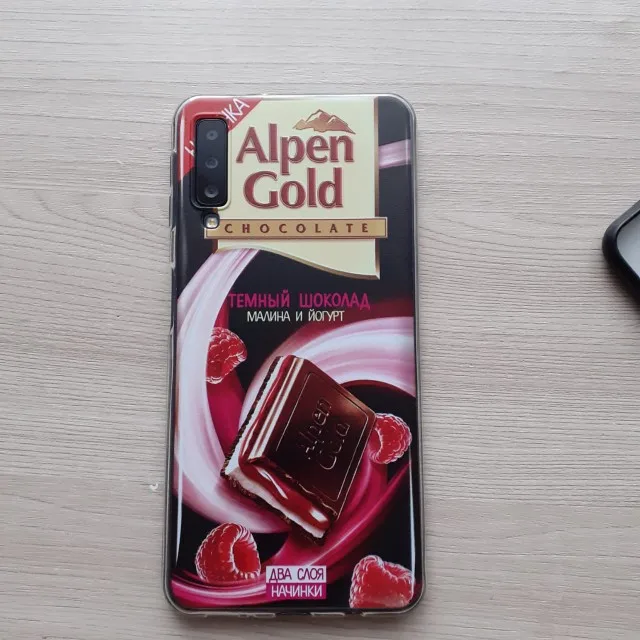 Alpen
Gold
CHOCOLATE
ТЕМНЫЙ ШОКОЛАД
МАЛИНА И ЙОГУРТ
Alpen
Gold
ДВА СЛОЯ
НАЧИНКИ